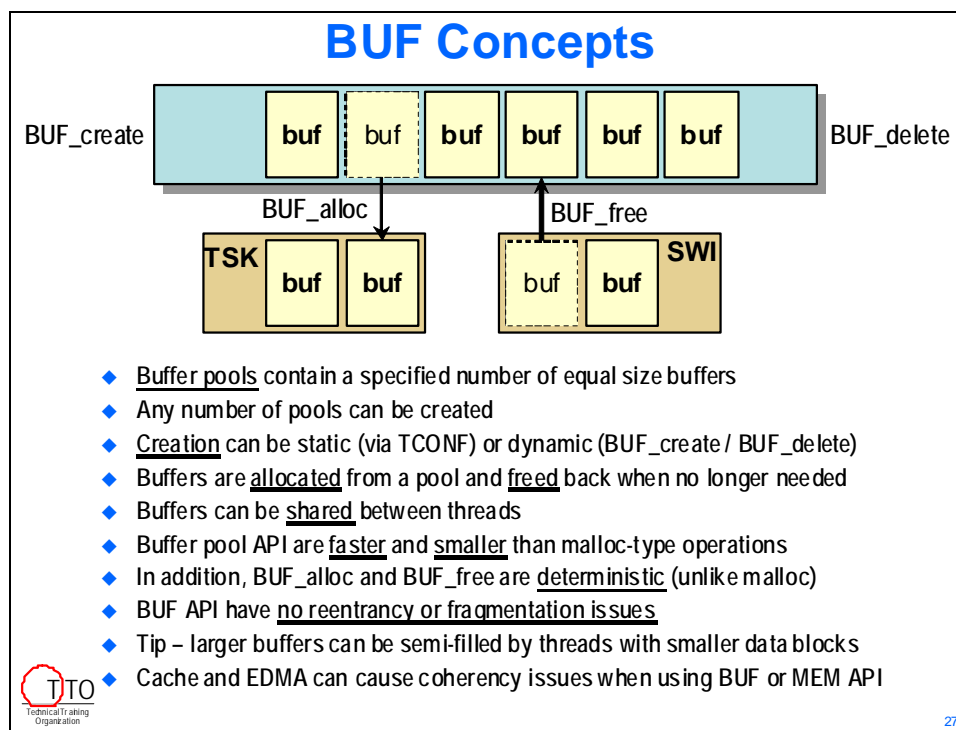 BUF Concepts
BUF_create
buf buf buf buf buf buf
BUF_delete
BUF_alloc
BUF_free
TSK
buf buf
buf buf
SWI
◆ Buffer pools contain a specified number of equal size buffers
◆ Any number of pools can be created
◆ Creation can be static (via TCONF) or dynamic (BUF_create / BUF_delete)
◆ Buffers are allocated from a pool and freed back when no longer needed
◆ Buffers can be shared between threads
◆ Buffer pool API are faster and smaller than malloc-type operations
◆ In addition, BUF_alloc and BUF_free are deterministic (unlike malloc)
◆ BUF API have no reentrancy or fragmentation issues
◆ Tip – larger buffers can be semi-filled by threads with smaller data blocks
◆ Cache and EDMA can cause coherency issues when using BUF or MEM API
T TO
Technical Training
Organization
27